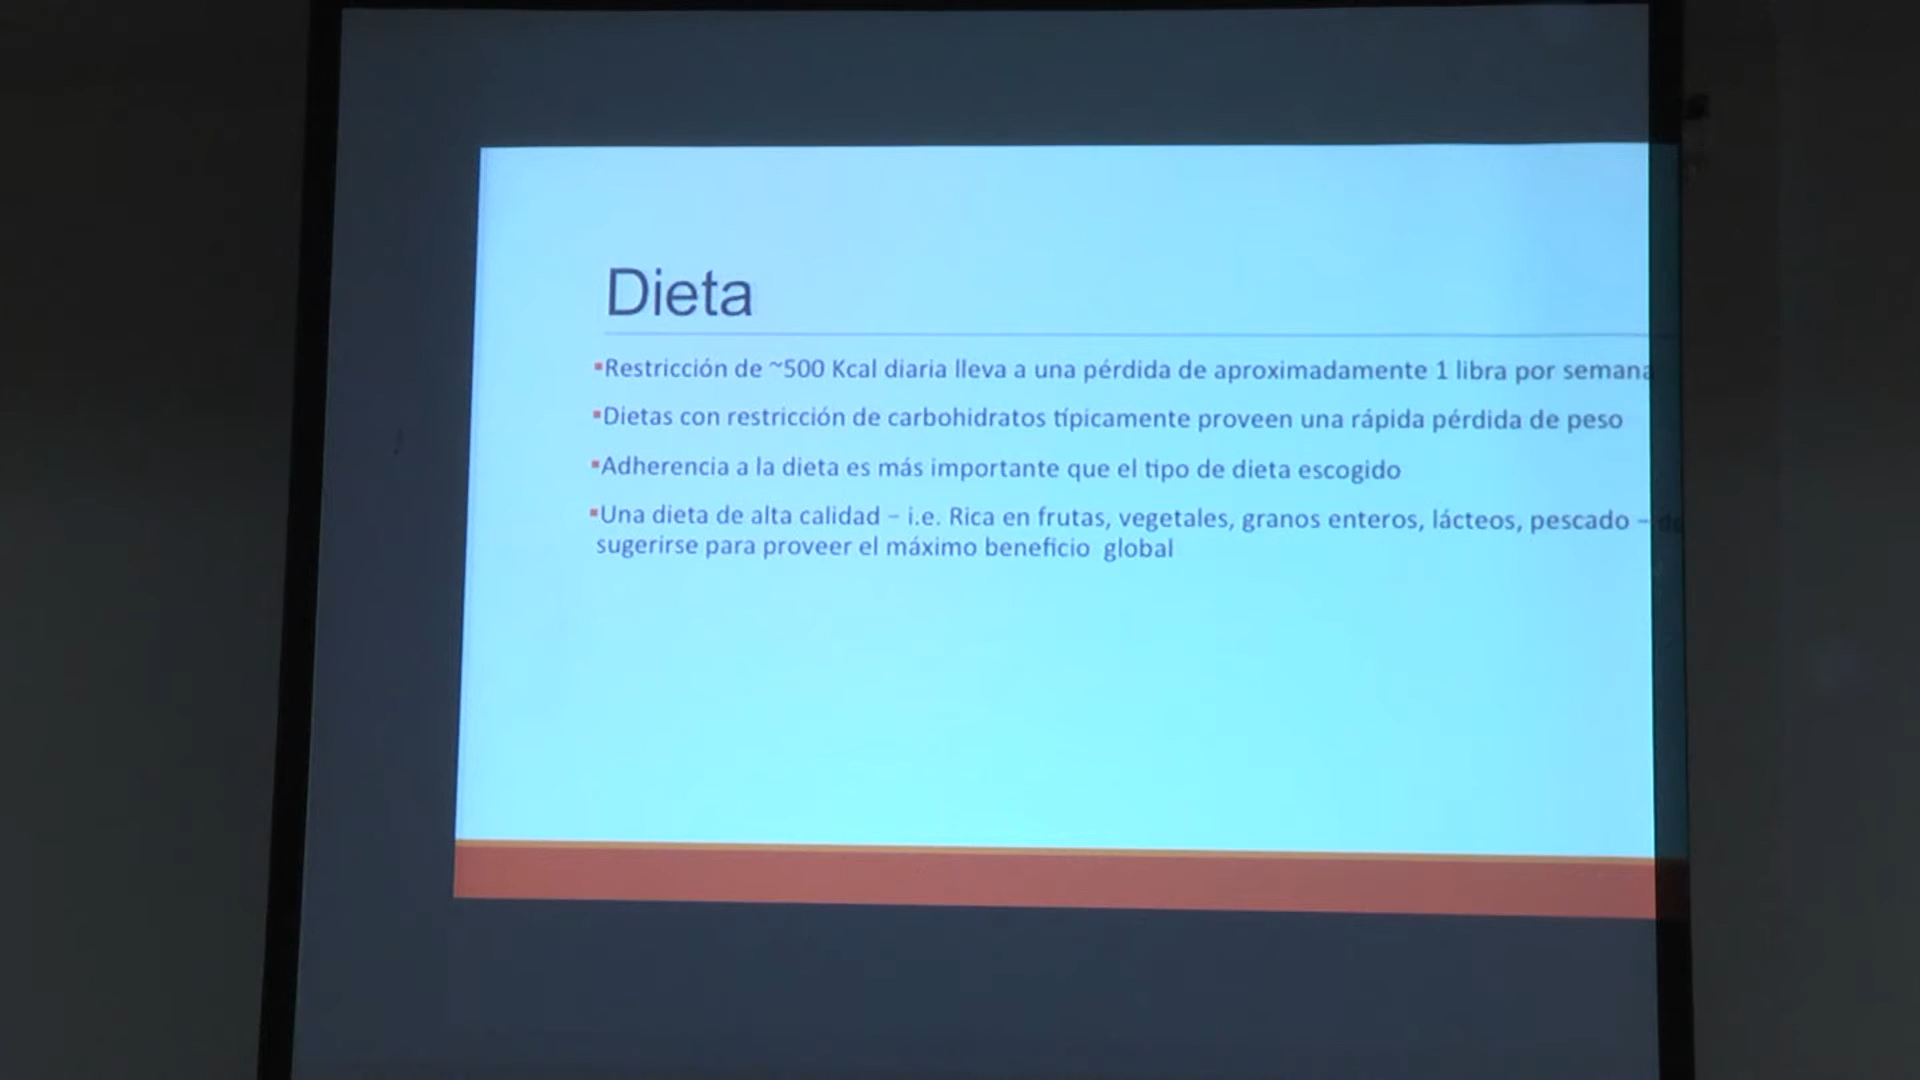 Dieta
▪Restricción de ~500 Kcal diaria lleva a una pérdida de aproximadamente 1 libra por semana
▪Dietas con restricción de carbohidratos típicamente proveen una rápida pérdida de peso
▪Adherencia a la dieta es más importante que el tipo de dieta escogido
▪Una dieta de alta calidad – i.e. Rica en frutas, vegetales, granos enteros, lácteos, pescado –
sugerirse para proveer el máximo beneficio global